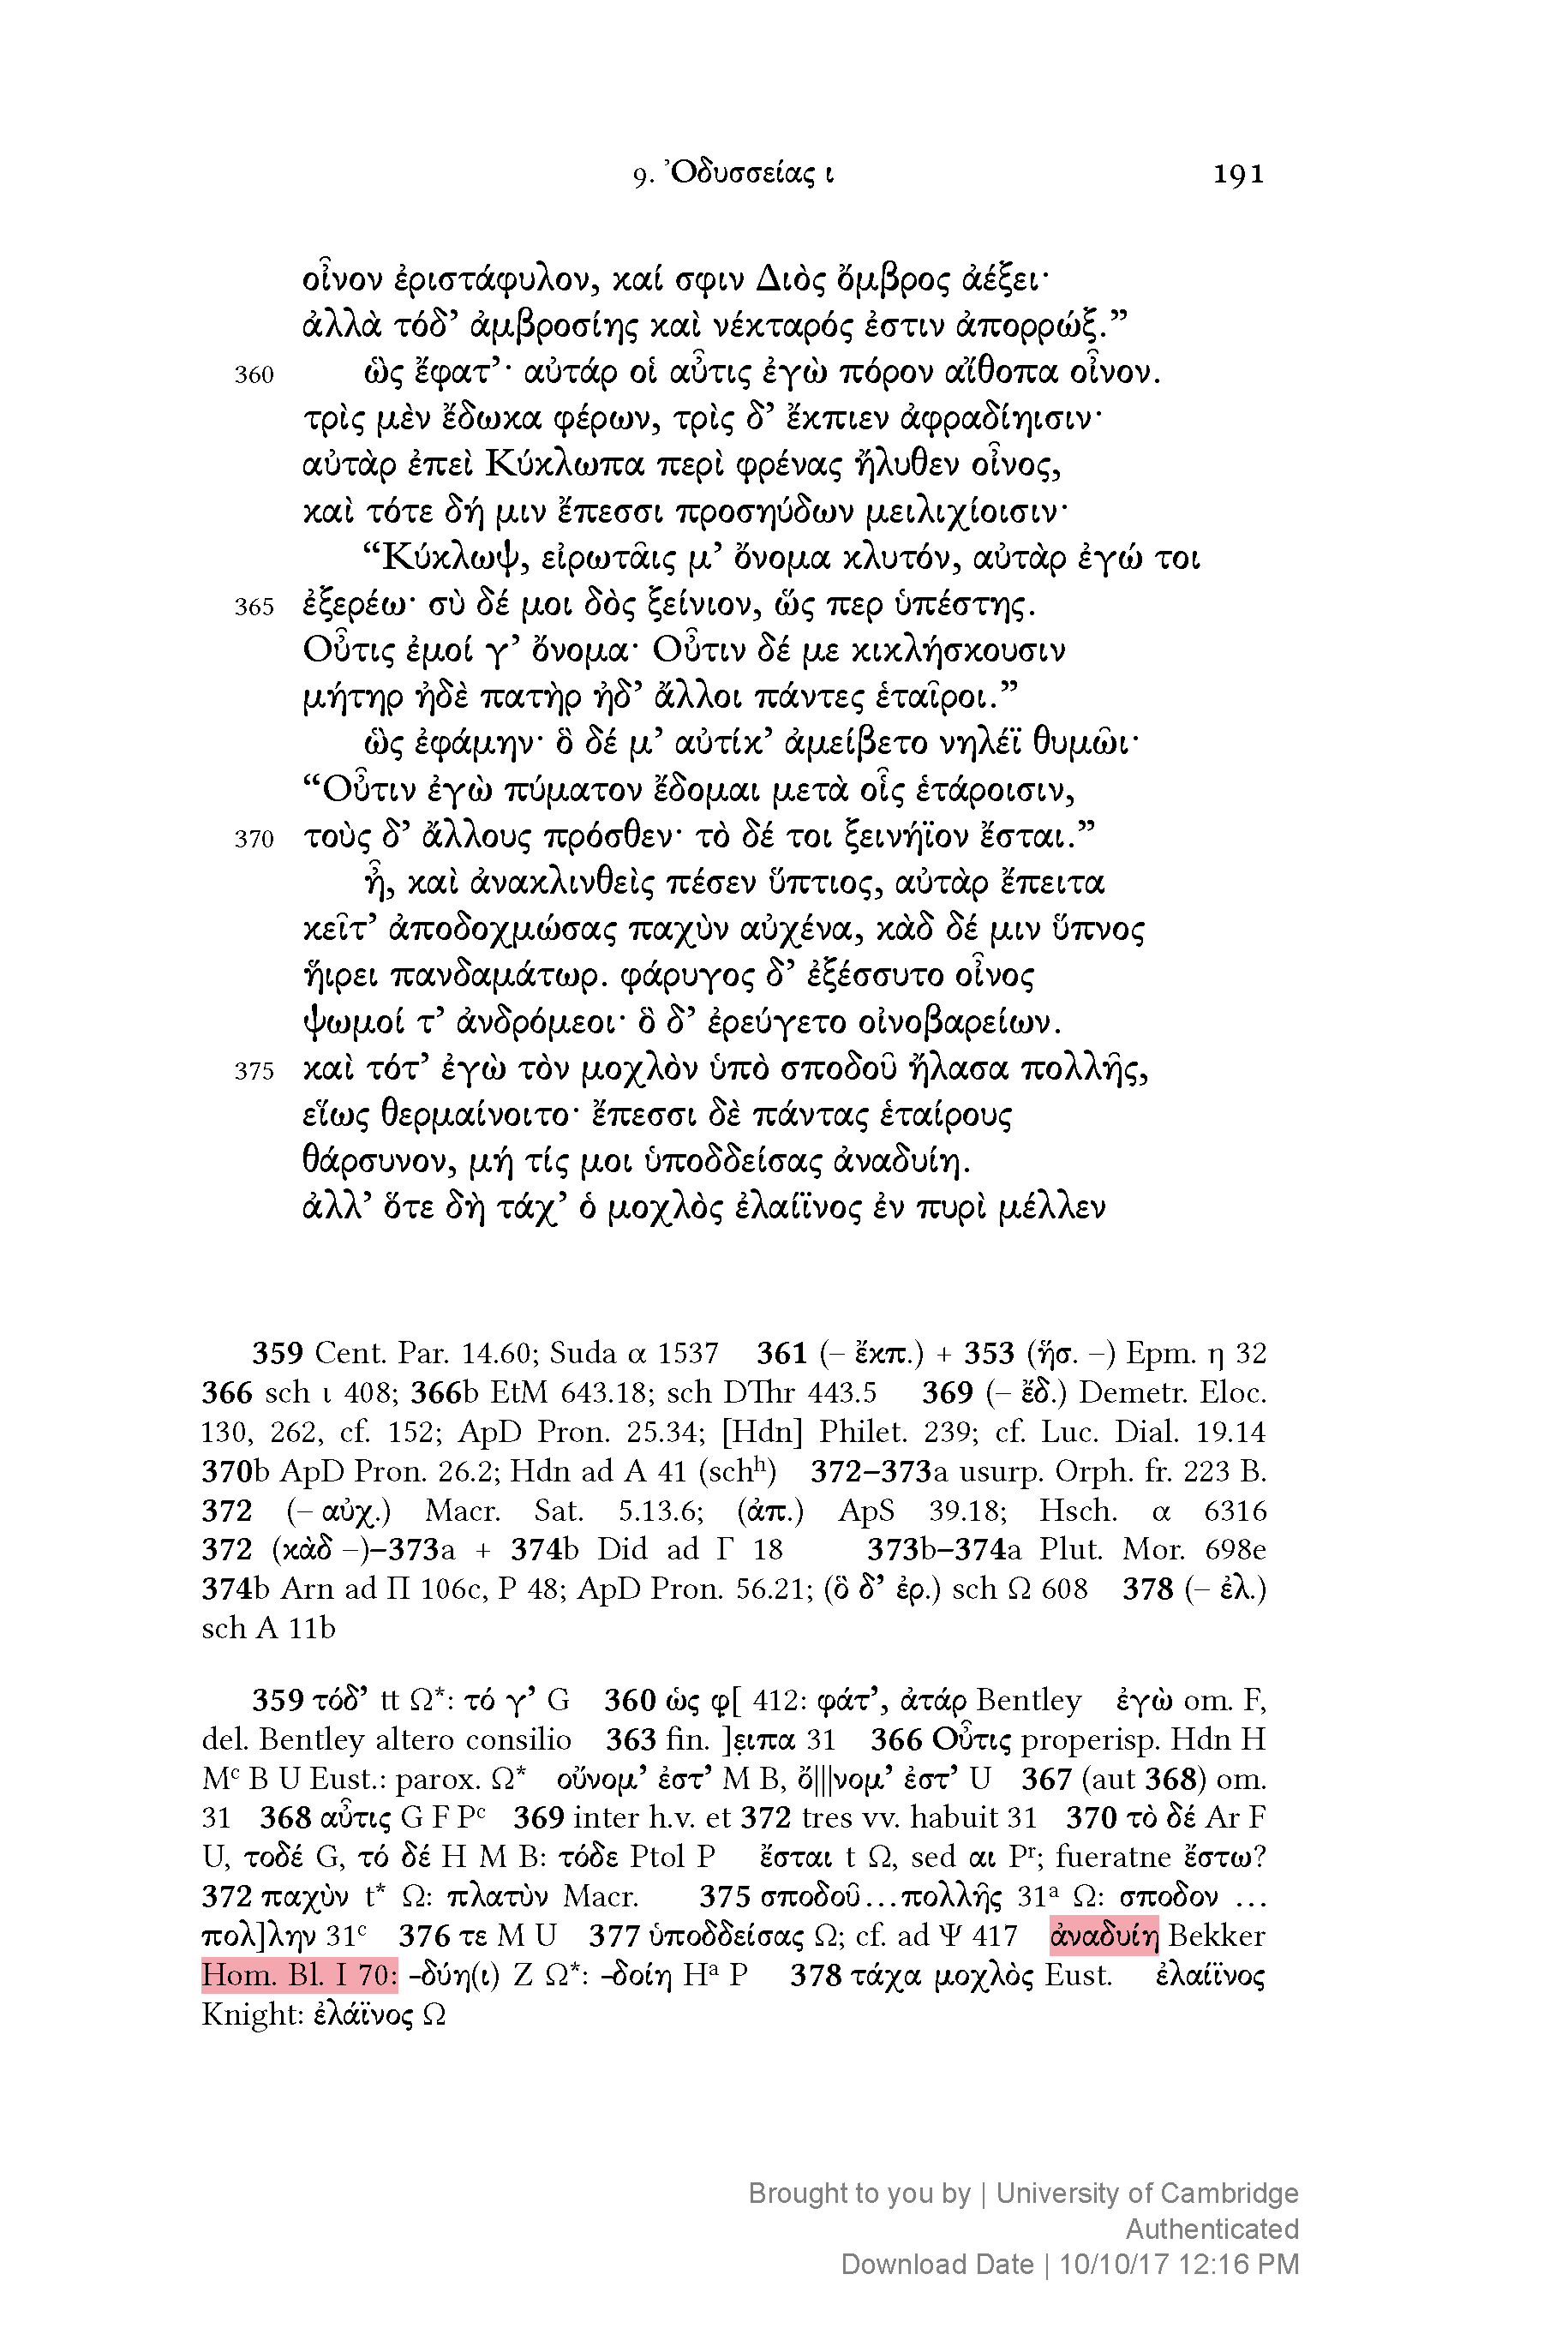 9. Ὀδυσσείας ι 191
οἶνον ἐριστάφυλον, καί σφιν Διὸς ὄμβρος ἀέξει·
ἀλλὰ τόδ’ ἀμβροσίης καὶ νέκταρός ἐστιν ἀπορρώξ.”
360 ὣς ἔφατ’· αὐτάρ οἱ αὖτις ἐγὼ πόρον αἴθοπα οἶνον.
τρὶς μὲν ἔδωκα φέρων, τρὶς δ’ ἔκπιεν ἀφραδίηισιν·
αὐτὰρ ἐπεὶ Κύκλωπα περὶ φρένας ἤλυθεν οἶνος,
καὶ τότε δή μιν ἔπεσσι προσηύδων μειλιχίοισιν·
“Κύκλωψ, εἰρωτᾶις μ’ ὄνομα κλυτόν, αὐτὰρ ἐγώ τοι
365 ἐξερέω· σὺ δέ μοι δὸς ξείνιον, ὥς περ ὑπέστης.
Οὖτις ἐμοί γ’ ὄνομα· Οὖτιν δέ με κικλήσκουσιν
μήτηρ ἠδὲ πατὴρ ἠδ’ ἄλλοι πάντες ἑταῖροι.”
ὣς ἐφάμην· ὃ δέ μ’ αὐτίκ’ ἀμείβετο νηλέϊ θυμῶι·
“Οὖτιν ἐγὼ πύματον ἔδομαι μετὰ οἷς ἑτάροισιν,
370 τοὺς δ’ ἄλλους πρόσθεν· τὸ δέ τοι ξεινήϊον ἔσται.”
ἦ, καὶ ἀνακλινθεὶς πέσεν ὕπτιος, αὐτὰρ ἔπειτα
κεῖτ’ ἀποδοχμώσας παχὺν αὐχένα, κὰδ δέ μιν ὕπνος
ἥιρει πανδαμάτωρ. φάρυγος δ’ ἐξέσσυτο οἶνος
ψωμοί τ’ ἀνδρόμεοι· ὃ δ’ ἐρεύγετο οἰνοβαρείων.
375 καὶ τότ’ ἐγὼ τὸν μοχλὸν ὑπὸ σποδοῦ ἤλασα πολλῆς,
εἵως θερμαίνοιτο· ἔπεσσι δὲ πάντας ἑταίρους
θάρσυνον, μή τίς μοι ὑποδδείσας ἀναδυίη.
ἀλλ’ ὅτε δὴ τάχ’ ὁ μοχλὸς ἐλαίϊνος ἐν πυρὶ μέλλεν
359 Cent. Par. 14.60; Suda α 1537 361 (– ἔκπ.) + 353 (ἥσ. –) Epm. η 32
366 sch ι 408; 366b EtM 643.18; sch DThr 443.5 369 (– ἔδ.) Demetr. Eloc.
130, 262, cf. 152; ApD Pron. 25.34; [Hdn] Philet. 239; cf. Luc. Dial. 19.14
370b ApD Pron. 26.2; Hdn ad Α 41 (schʰ) 372–373a usurp. Orph. fr. 223 B.
372 (– αὐχ.) Macr. Sat. 5.13.6; (ἀπ.) ApS 39.18; Hsch. α 6316
372 (κὰδ –)–373a + 374b Did ad Γ 18 373b–374a Plut. Mor. 698e
374b Arn ad Π 106c, Ρ 48; ApD Pron. 56.21; (ὃ δ’ ἐρ.) sch Ω 608 378 (– ἐλ.)
sch Α 11b
359 τόδ’ tt Ω*: τό γ’ G 360 ὡς φ̣[ 412: φάτ’, ἀτάρ Bentley ἐγὼ om. F,
del. Bentley altero consilio 363 fin. ]ε̣ιπα 31 366 Οὖτις properisp. Hdn H
Mᶜ B U Eust.: parox. Ω* οὔνομ’ ἐστ’ M B, ὄ|||νομ’ ἐστ’ U 367 (aut 368) om.
31 368 αὖτις G F Pᶜ 369 inter h.v. et 372 tres vv. habuit 31 370 τὸ δέ Ar F
U, τοδέ G, τό δέ H M B: τόδε Ptol P ἔσται t Ω, sed αι Pʳ; fueratne ἔστω?
372 παχὺν t* Ω: πλατὺν Macr. 375 σποδοῦ...πολλῆς 31ᵃ Ω: σποδον ...
πολ]λην 31ᶜ 376 τε M U 377 ὑποδδείσας Ω; cf. ad Ψ 417 ἀναδυίη Bekker
Hom. Bl. I 70: -δύη(ι) Z Ω*: -δοίη Hᵃ P 378 τάχα μοχλὸς Eust. ἐλαίϊνος
Knight: ἐλάϊνος Ω
Brought to you by | University of Cambridge
Authenticated
Download Date | 10/10/17 12:16 PM